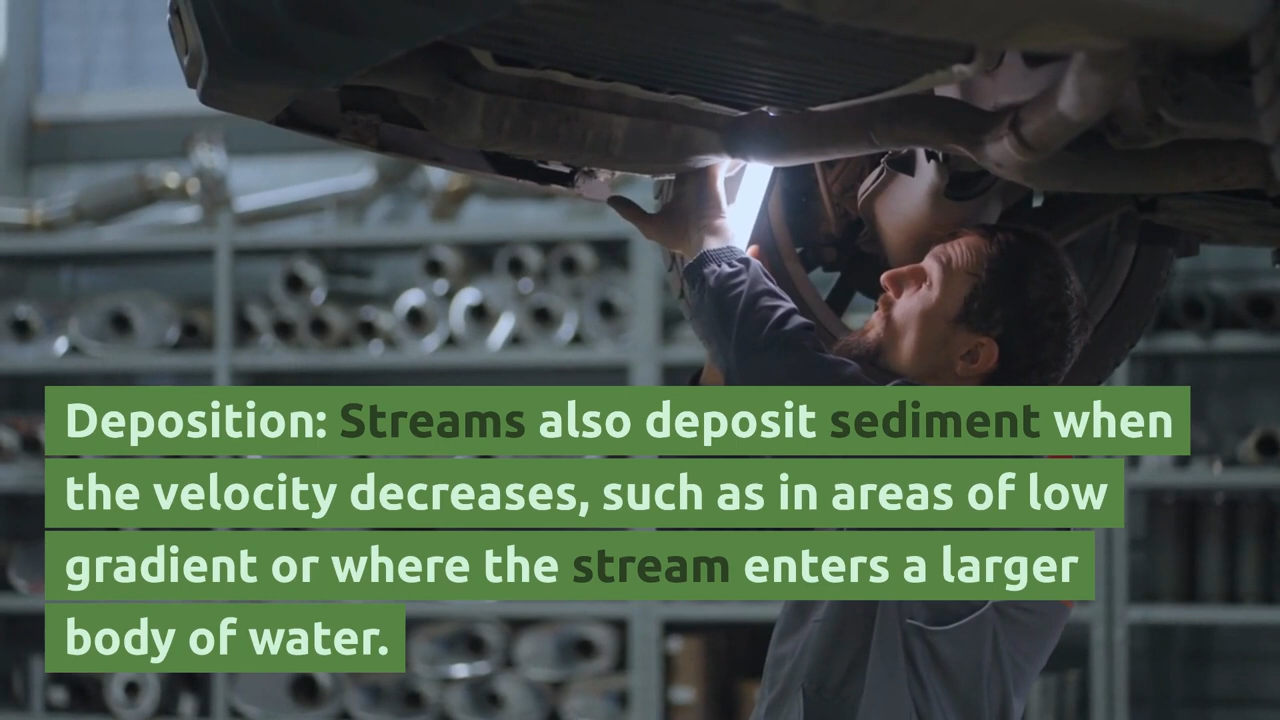 Deposition: Streams also deposit sediment when
the velocity decreases, such as in areas of low
gradient or where the stream enters a larger
body of water.